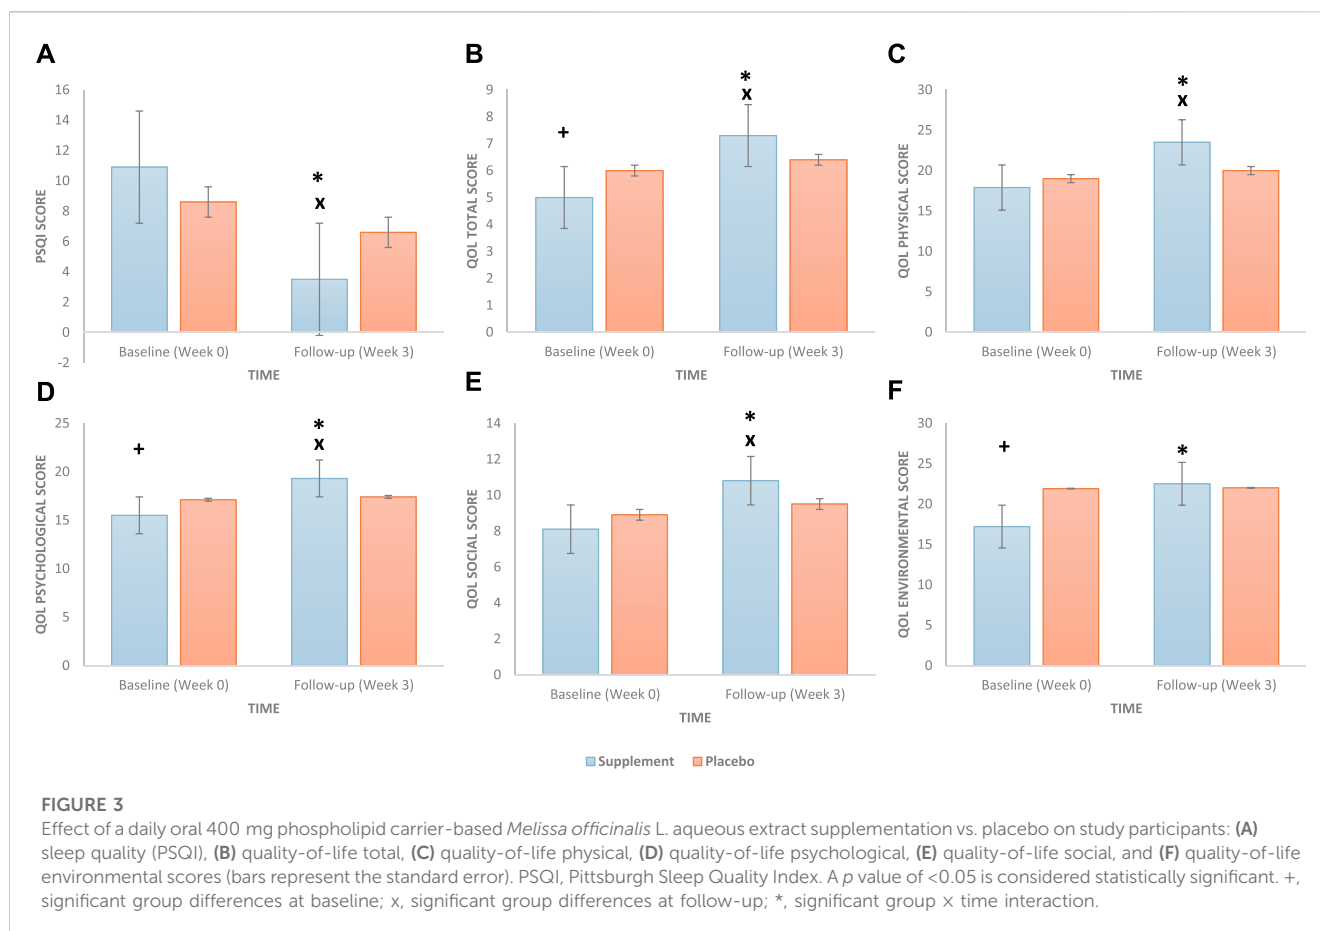 A
16
14
12
10
8
6
4
2
0
-2
PSQI SCORE
*
x
Baseline (Week 0) Follow-up (Week 3)
TIME
B
9
8
7
6
5
4
3
2
1
0
QOL TOTAL SCORE
+
*
x
Baseline (Week 0) Follow-up (Week 3)
TIME
C
30
25
20
15
10
5
0
QOL PHYSICAL SCORE
*
x
Baseline (Week 0) Follow-up (Week 3)
TIME
D
25
20
15
10
5
0
QOL PSYCHOLOGICAL SCORE
+
*
x
Baseline (Week 0) Follow-up (Week 3)
TIME
E
14
12
10
8
6
4
2
0
QOL SOCIAL SCORE
*
x
Baseline (Week 0) Follow-up (Week 3)
TIME
F
30
25
20
15
10
5
0
QOL ENVIRONMENTAL SCORE
+
*
Baseline (Week 0) Follow-up (Week 3)
TIME
Supplement Placebo
FIGURE 3
Effect of a daily oral 400 mg phospholipid carrier-based Melissa officinalis L. aqueous extract supplementation vs. placebo on study participants: (A)
sleep quality (PSQI), (B) quality-of-life total, (C) quality-of-life physical, (D) quality-of-life psychological, (E) quality-of-life social, and (F) quality-of-life
environmental scores (bars represent the standard error). PSQI, Pittsburgh Sleep Quality Index. A p value of <0.05 is considered statistically significant. +,
significant group differences at baseline; x, significant group differences at follow-up; *, significant group × time interaction.